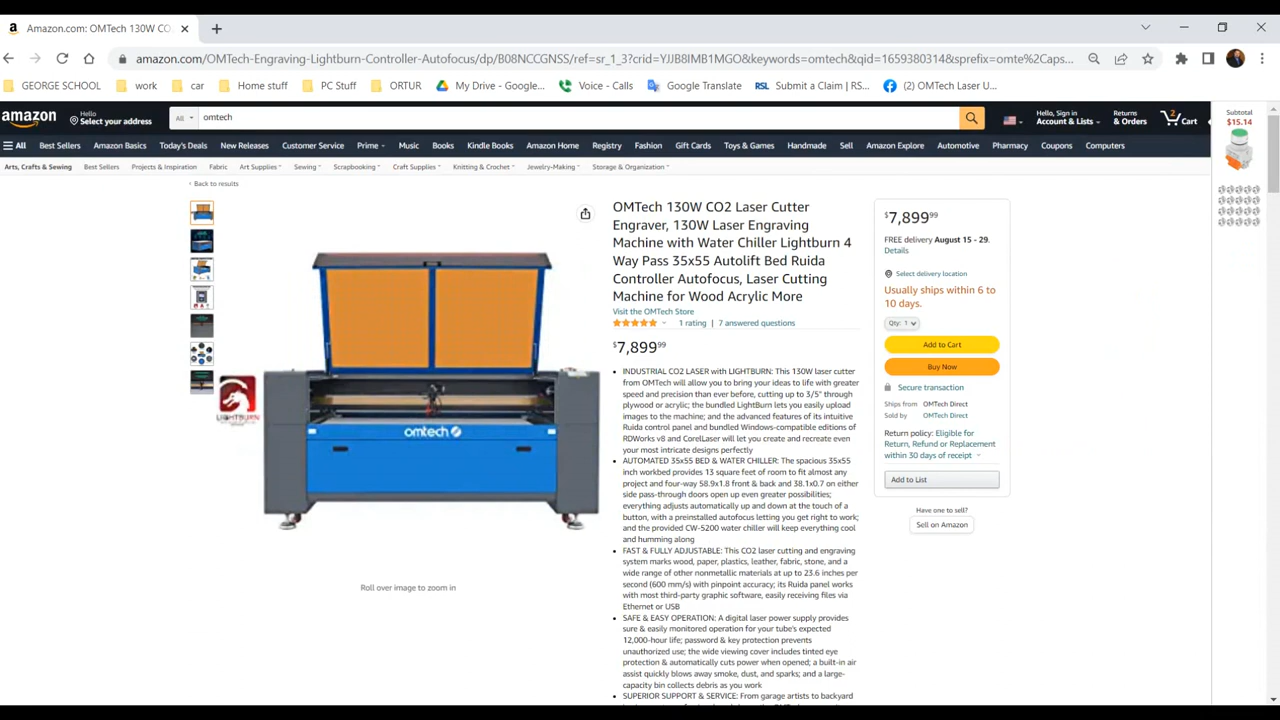 Amazon.com: OMTech 130W CO
amazon.com/OMTech-Engraving-Lightburn-Controller-Autofocus/dp/B08NCGGNSS/ref=sr_1_3?crid=YJJB8IMB1MGO&keywords=omtech&qid=1659380314&sprefix=omte%2Caps...
GEORGE SCHOOL work car Home stuff PC Stuff ORTUR My Drive - Google... Voice - Calls Google Translate RSL Submit a Claim | RS... (2) OMTech Laser U...
amazon
Hello
Select your address
All omtech
Hello, Sign in
Account & Lists
Returns
& Orders
2 Cart
Subtotal
$15.14
All Best Sellers Amazon Basics Today's Deals New Releases Customer Service Prime Music Books Kindle Books Amazon Home Registry Fashion Gift Cards Toys & Games Handmade Sell Amazon Explore Automotive Pharmacy Coupons Computers
Arts, Crafts & Sewing Best Sellers Projects & Inspiration Fabric Art Supplies Sewing Scrapbooking Craft Supplies Knitting & Crochet Jewelry-Making Storage & Organization
‹ Back to results
LIGHTBURN
omtech
Roll over image to zoom in
OMTech 130W CO2 Laser Cutter
Engraver, 130W Laser Engraving
Machine with Water Chiller Lightburn 4
Way Pass 35x55 Autolift Bed Ruida
Controller Autofocus, Laser Cutting
Machine for Wood Acrylic More
Visit the OMTech Store
1 rating | 7 answered questions
$7,899.99
• INDUSTRIAL CO2 LASER with LIGHTBURN: This 130W laser cutter
from OMTech will allow you to bring your ideas to life with greater
speed and precision than ever before, cutting up to 3/5" through
plywood or acrylic; the bundled LightBurn lets you easily upload
images to the machine; and the advanced features of its intuitive
Ruida control panel and bundled Windows-compatible editions of
RDWorks v8 and CorelLaser will let you create and recreate even
your most intricate designs perfectly
• AUTOMATED 35x55 BED & WATER CHILLER: The spacious 35x55
inch workbed provides 13 square feet of room to fit almost any
project and four-way 58.9x1.8 front & back and 38.1x0.7 on either
side pass-through doors open up even greater possibilities;
everything adjusts automatically up and down at the touch of a
button, with a preinstalled autofocus letting you get right to work;
and the provided CW-5200 water chiller will keep everything cool
and humming along
• FAST & FULLY ADJUSTABLE: This CO2 laser cutting and engraving
system marks wood, paper, plastics, leather, fabric, stone, and a
wide range of other nonmetallic materials at up to 23.6 inches per
second (600 mm/s) with pinpoint accuracy; its Ruida panel works
with most third-party graphic software, easily receiving files via
Ethernet or USB
• SAFE & EASY OPERATION: A digital laser power supply provides
sure & easily monitored operation for your tube's expected
12,000-hour life; password & key protection prevents
unauthorized use; the wide viewing cover includes tinted eye
protection & automatically cuts power when opened; a built-in air
assist quickly blows away smoke, dust, and sparks; and a large-
capacity bin collects debris as you work
• SUPERIOR SUPPORT & SERVICE: From garage artists to backyard
$7,899.99
FREE delivery August 15 - 29.
Details
Select delivery location
Usually ships within 6 to
10 days.
Qty: 1
Add to Cart
Buy Now
Secure transaction
Ships from OMTech Direct
Sold by OMTech Direct
Return policy: Eligible for
Return, Refund or Replacement
within 30 days of receipt
Add to List
Have one to sell?
Sell on Amazon